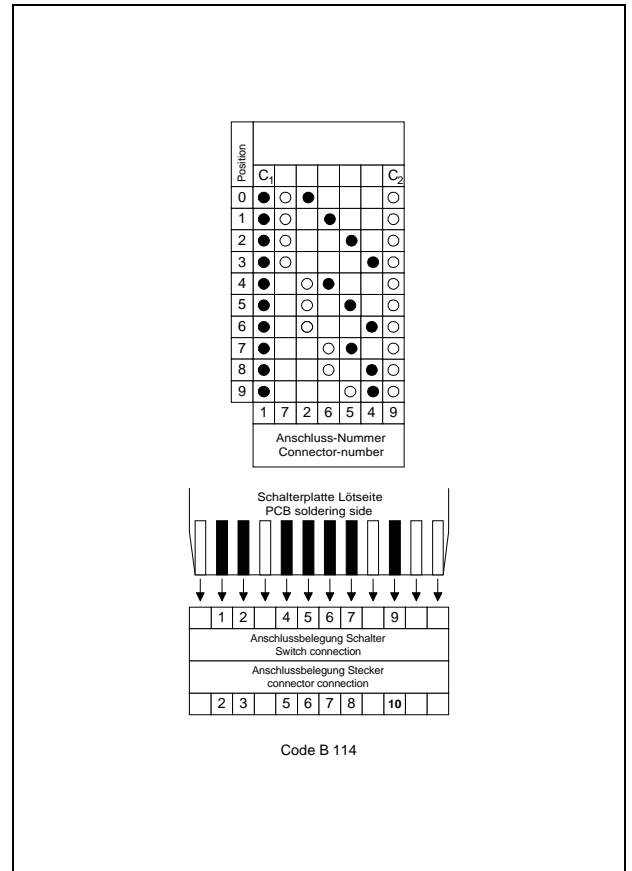 Position
C1 C2
0 ● ○ ● ○
1 ● ○ ● ○
2 ● ○ ● ○
3 ● ○ ● ○
4 ● ○ ● ○
5 ● ○ ● ○
6 ● ○ ● ○
7 ● ○ ● ○
8 ● ○ ● ○
9 ● ○ ● ○
1 7 2 6 5 4 9
Anschluss-Nummer
Connector-number
Schalterplatte Lötseite
PCB soldering side
1 2 4 5 6 7 9
Anschlussbelegung Schalter
Switch connection
Anschlussbelegung Stecker
connector connection
2 3 5 6 7 8 10
Code B 114